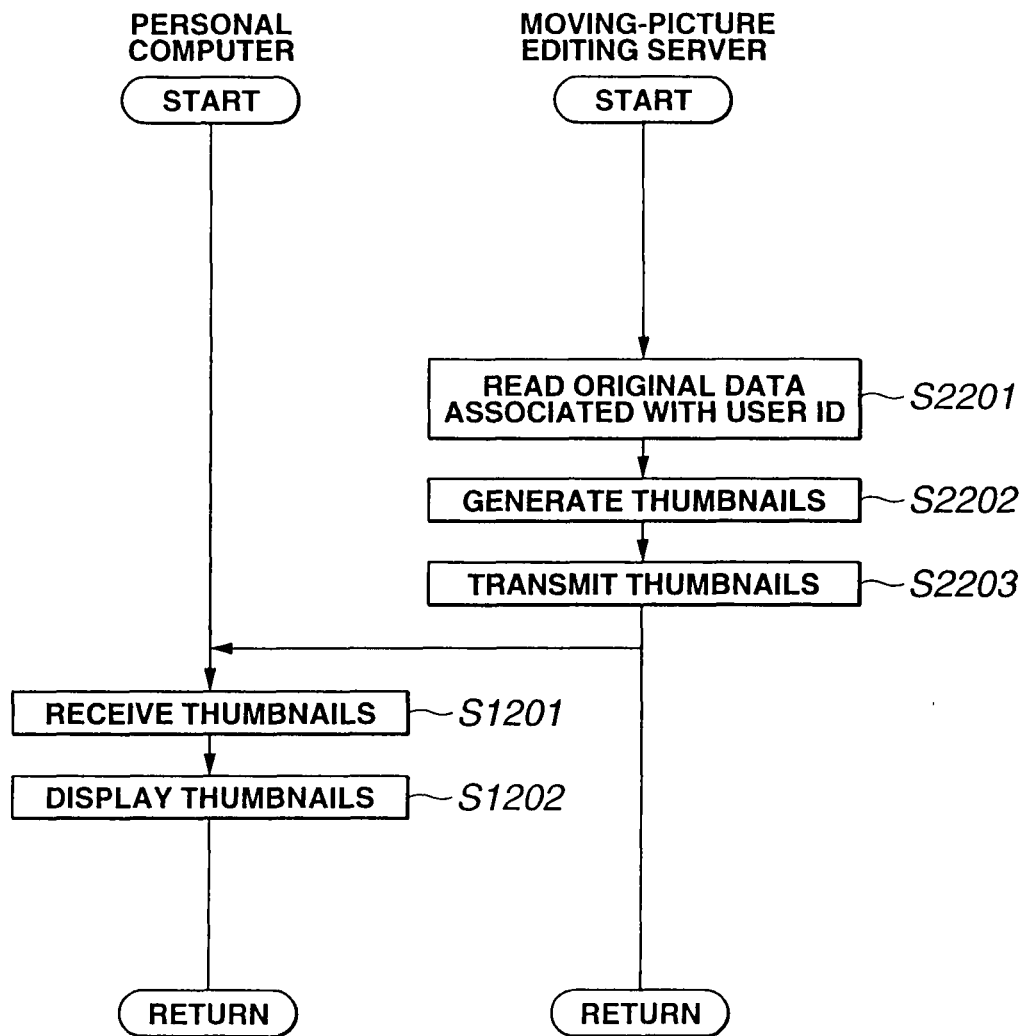 PERSONAL
COMPUTER
START
MOVING-PICTURE
EDITING SERVER
START
READ ORIGINAL DATA
ASSOCIATED WITH USER ID
S2201
GENERATE THUMBNAILS
S2202
TRANSMIT THUMBNAILS
S2203
RECEIVE THUMBNAILS
S1201
DISPLAY THUMBNAILS
S1202
RETURN
RETURN